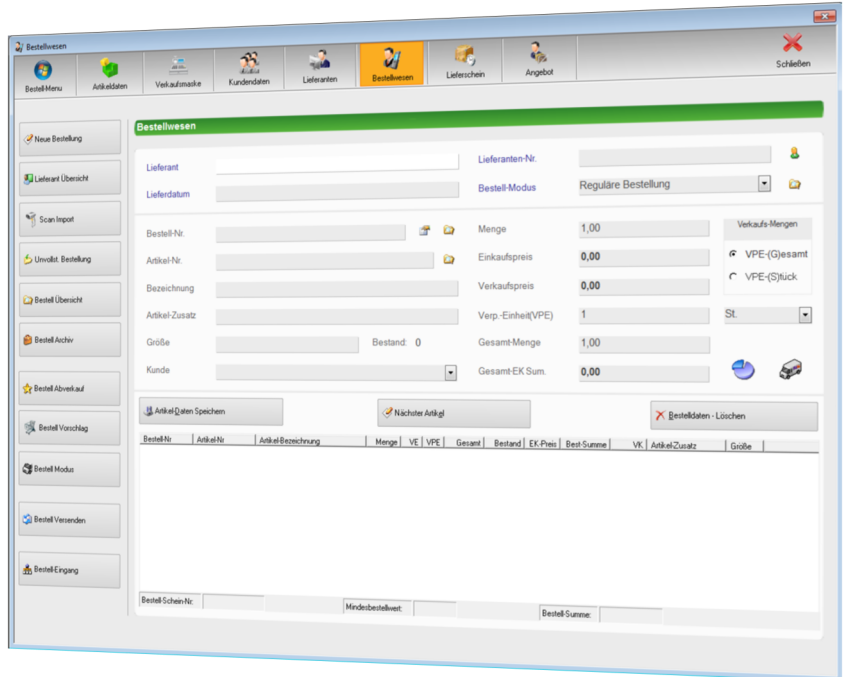 Bestellwesen
Bestell-Menu
Artikeldaten
Verkaufsmaske
Kundendaten
Lieferanten
Bestellwesen
Lieferschein
Angebot
Schließen
Neue Bestellung
Lieferant Übersicht
Scan Import
Unvollst. Bestellung
Bestell Übersicht
Bestell Archiv
Bestell Abverkauf
Bestell Vorschlag
Bestell Modus
Bestell Versenden
Bestell-Eingang
Bestellwesen
Lieferant
Lieferanten-Nr.
Lieferdatum
Bestell-Modus Reguläre Bestellung
Bestell-Nr.
Menge 1,00
Verkaufs-Mengen
Artikel-Nr.
Einkaufspreis 0,00
VPE-(G)esamt
Bezeichnung
Verkaufspreis 0,00
VPE-(S)tück
Artikel-Zusatz
Verp.-Einheit(VPE) 1
St.
Größe
Bestand: 0
Gesamt-Menge 1,00
Kunde
Gesamt-EK Sum. 0,00
Artikel-Daten Speichern
Nächster Artikel
Bestelldaten - Löschen
Bestell-Nr Artikel-Nr Artikel-Bezeichnung Menge VE VPE Gesamt Bestand EK-Preis Best-Summe VK Artikel-Zusatz Größe
Bestell-Schein-Nr:
Mindesbestellwert:
Bestell-Summe: